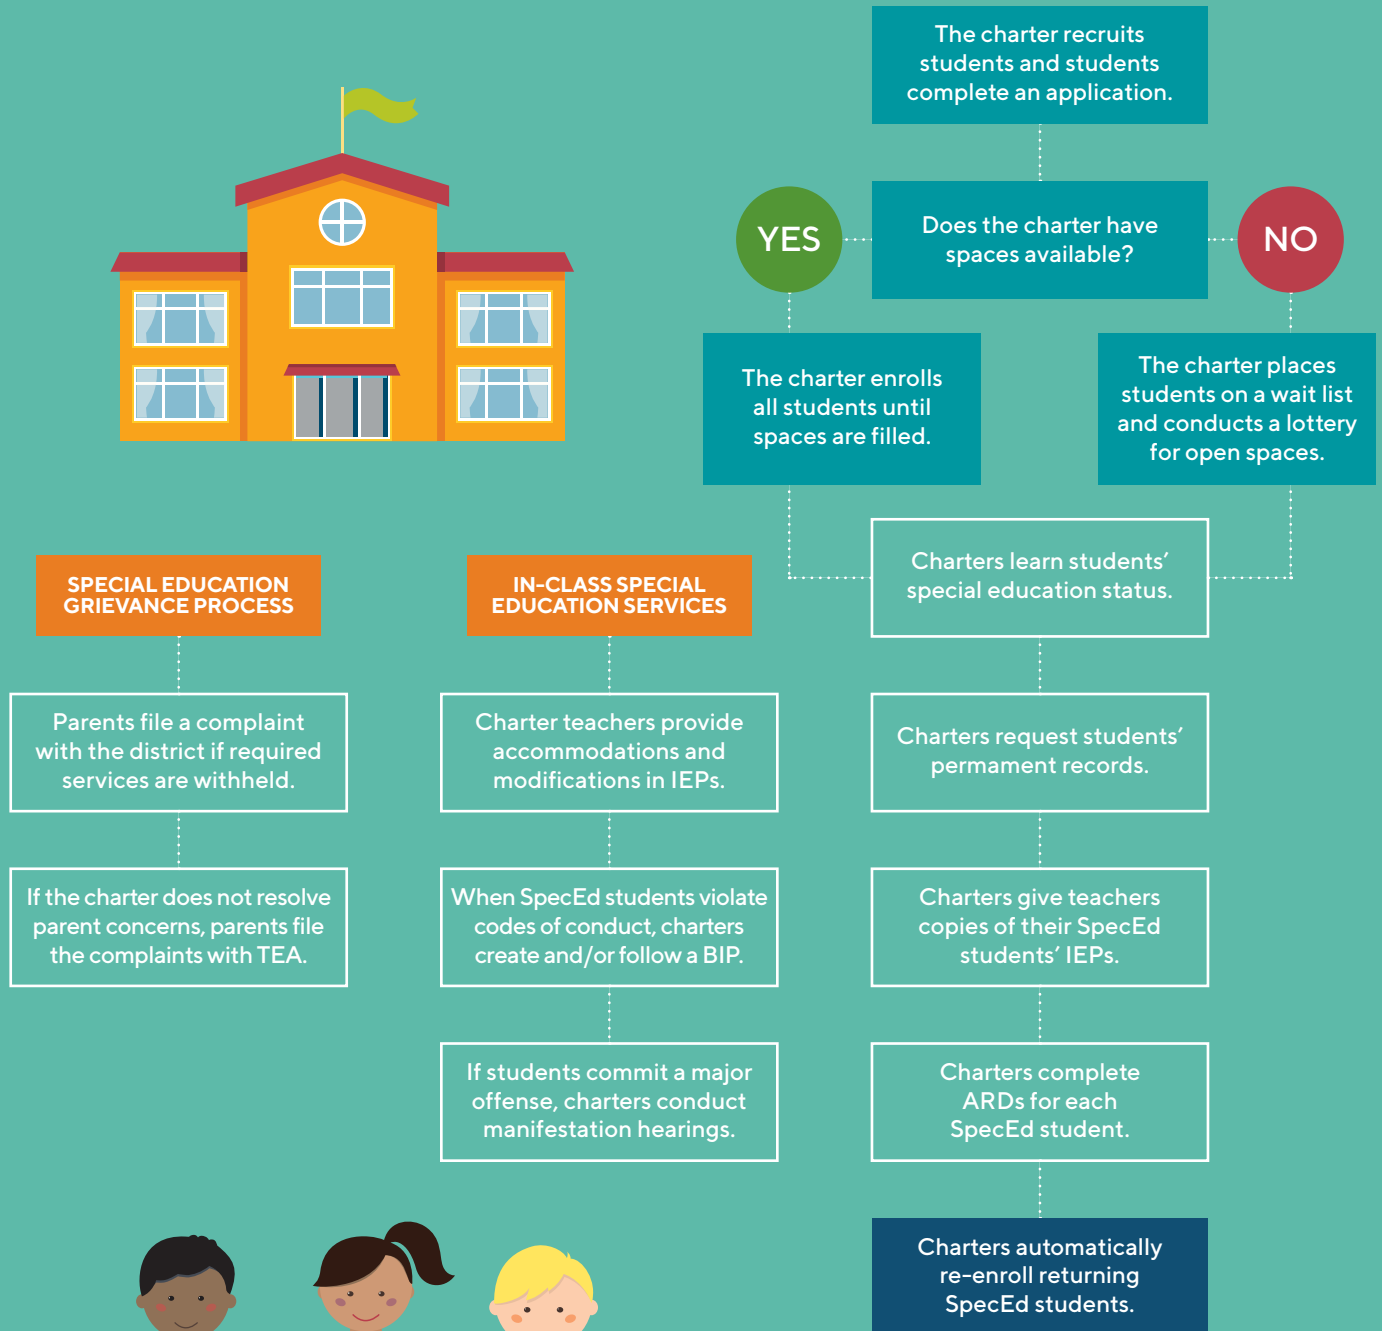 The charter recruits
students and students
complete an application.
Does the charter have
spaces available?
YES
NO
The charter enrolls
all students until
spaces are filled.
The charter places
students on a wait list
and conducts a lottery
for open spaces.
Charters learn students’
special education status.
Charters request students’
permament records.
Charters give teachers
copies of their SpecEd
students’ IEPs.
Charters complete
ARDs for each
SpecEd student.
Charters automatically
re-enroll returning
SpecEd students.
IN-CLASS SPECIAL
EDUCATION SERVICES
Charter teachers provide
accommodations and
modifications in IEPs.
When SpecEd students violate
codes of conduct, charters
create and/or follow a BIP.
If students commit a major
offense, charters conduct
manifestation hearings.
SPECIAL EDUCATION
GRIEVANCE PROCESS
Parents file a complaint
with the district if required
services are withheld.
If the charter does not resolve
parent concerns, parents file
the complaints with TEA.